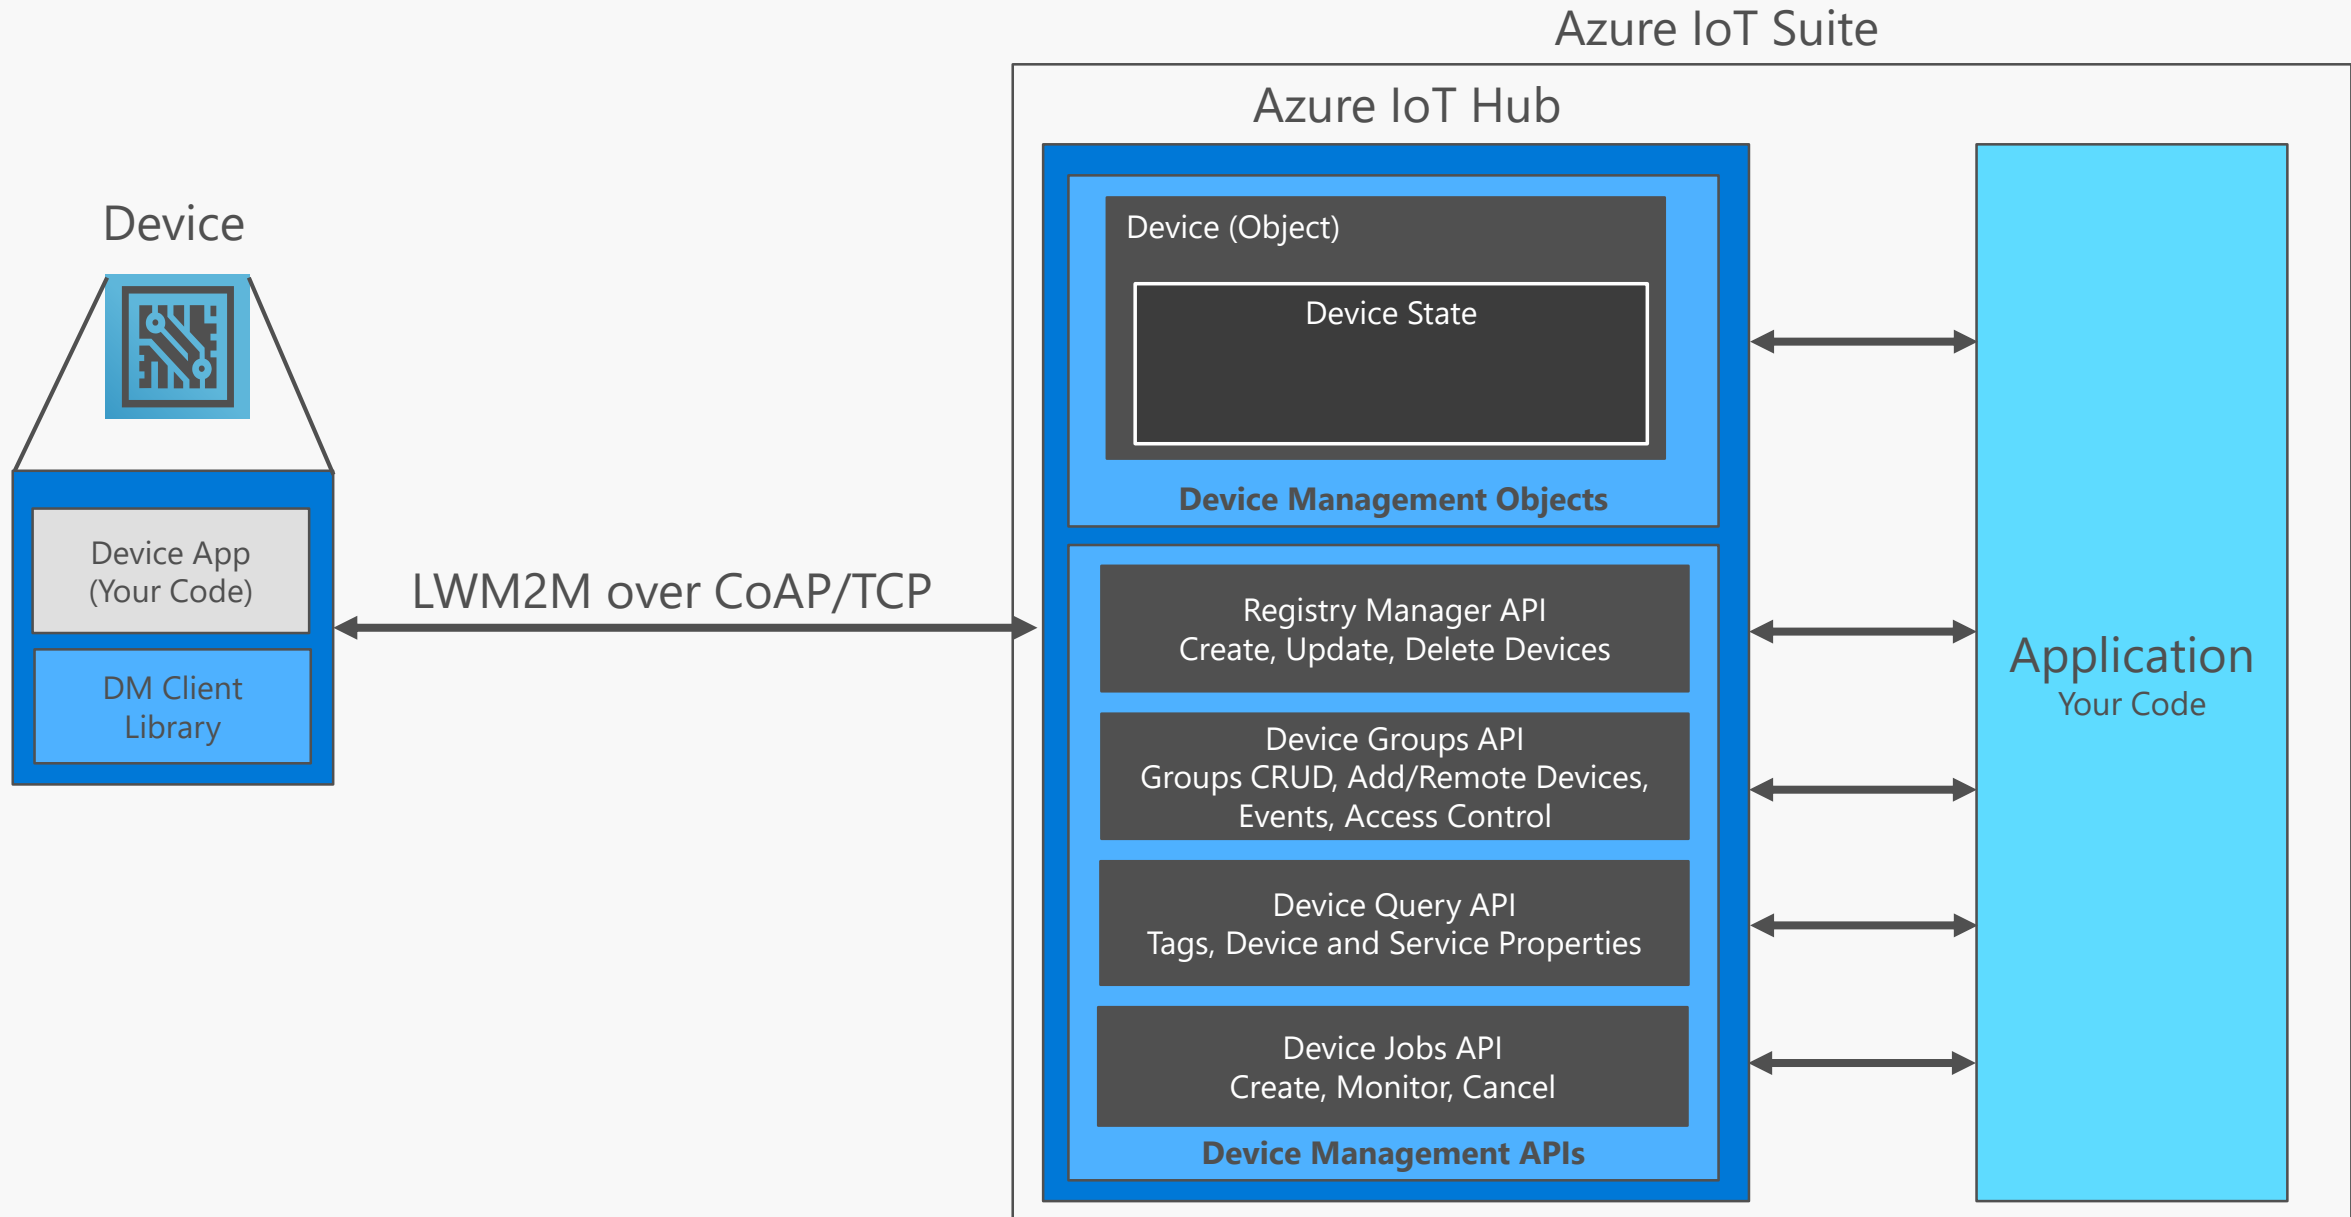 Azure IoT Suite
Azure IoT Hub
Device
Device (Object)
Device State
Device Management Objects
Device App
(Your Code)
DM Client
Library
LWM2M over CoAP/TCP
Registry Manager API
Create, Update, Delete Devices
Device Groups API
Groups CRUD, Add/Remote Devices,
Events, Access Control
Device Query API
Tags, Device and Service Properties
Device Jobs API
Create, Monitor, Cancel
Device Management APIs
Application
Your Code